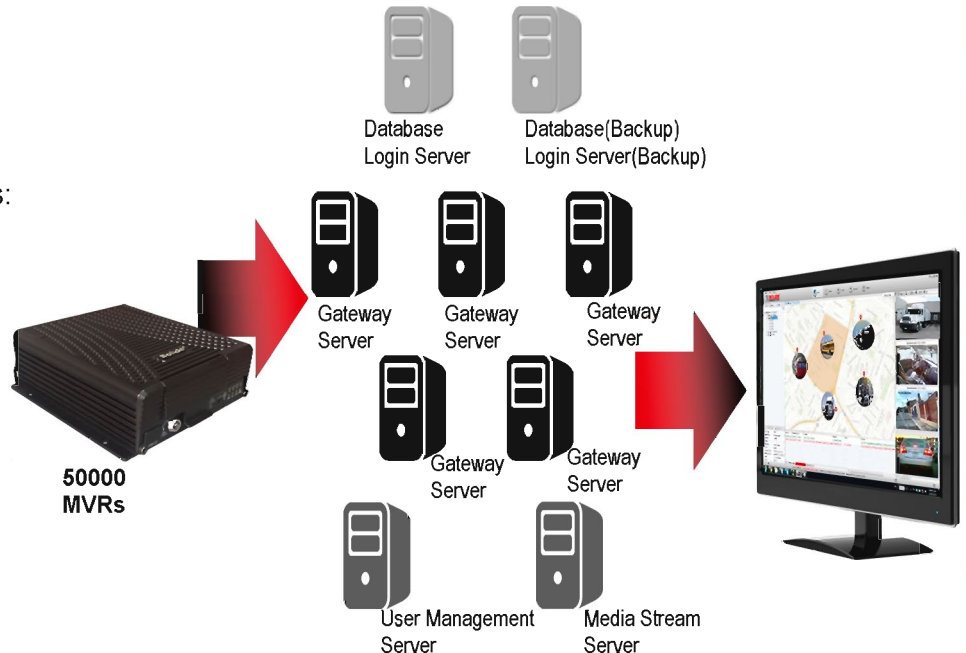 Database
Login Server
Database(Backup)
Login Server(Backup)
s:
Gateway
Server
Gateway
Server
Gateway
Server
Gateway
Server
Gateway
Server
50000
MVRs
User Management
Server
Media Stream
Server